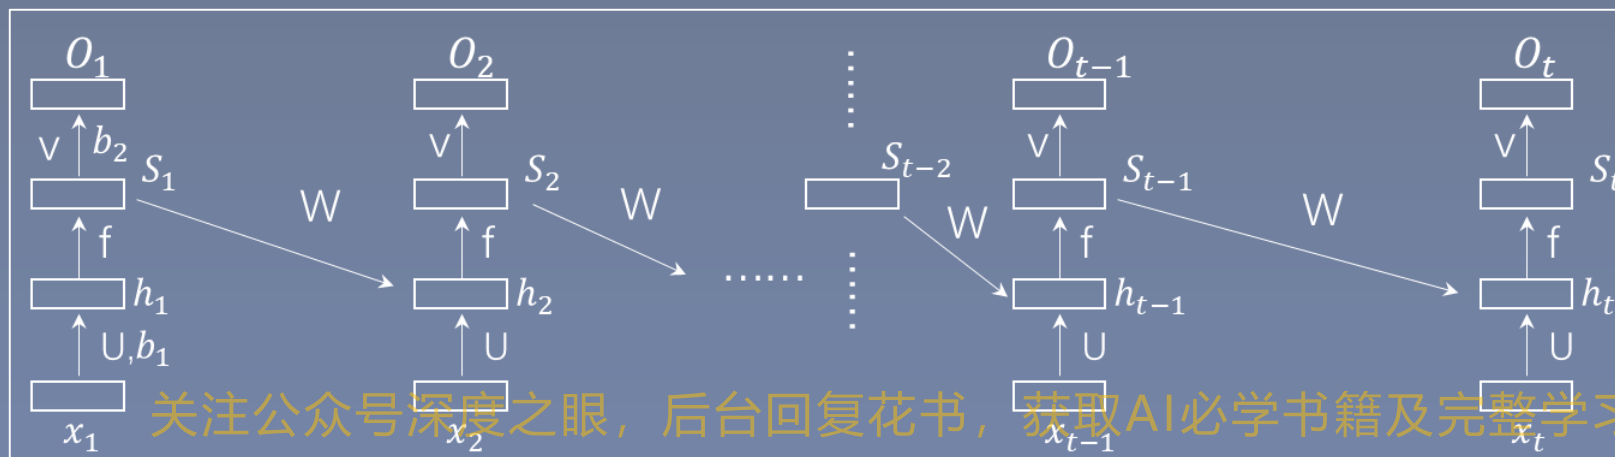 O₁ O₂ ⋮ Oₜ₋₁ Oₜ
V b₂ V V V
S₁ S₂ Sₜ₋₂ Sₜ₋₁ Sₜ
W W W W
f f f f
h₁ h₂ …… hₜ₋₁ hₜ
U,b₁ U U U
关注公众号深度之眼，后台回复花书，获取AI必学书籍及完整学习
x₁ x₂ xₜ₋₁ xₜ